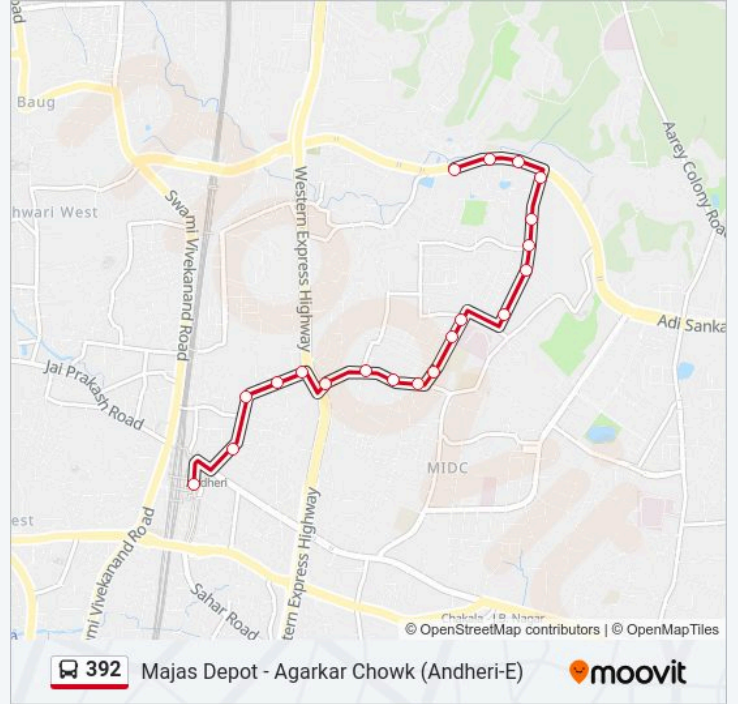 oad
Baug
Aarey Colony Road
hwari West
Swami Vivekanand Road
Western Express Highway
Adi Sanka
Jai Prakash Road
MIDC
dheri
est
mi Vivekanand Road
tern Express Highway
Sahar Road
Chakala - J.B. Nagar
© OpenStreetMap contributors | © OpenMapTiles
392 Majas Depot - Agarkar Chowk (Andheri-E) moovit